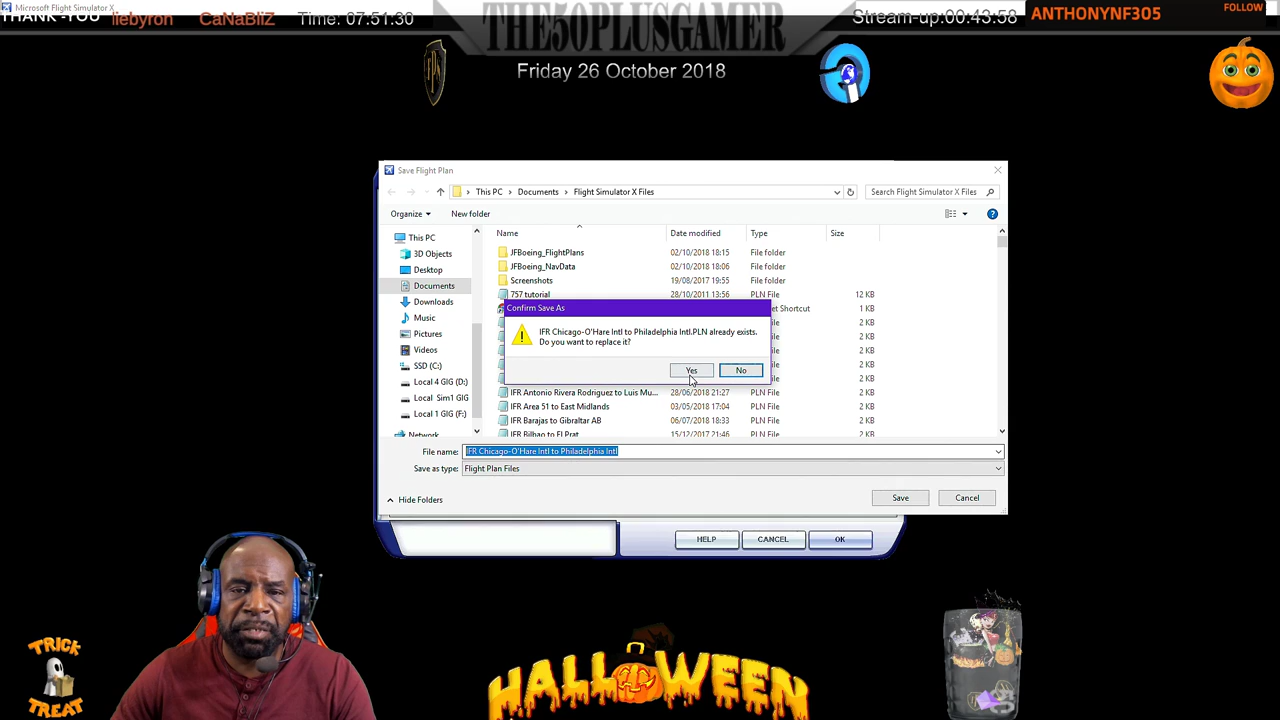 Microsoft Flight Simulator X
THANK -YOU
liebyron CaNaBliZ
Time: 07:51:30
THE50PLUSGAMER
Stream-up:00:43:58
ANTHONYNF305
FOLLOW
Friday 26 October 2018
Save Flight Plan
This PC > Documents > Flight Simulator X Files
Search Flight Simulator X Files
Organize
New folder
Name
Date modified
Type
Size
This PC
3D Objects
Desktop
Documents
Downloads
Music
Pictures
Videos
SSD (C:)
Local 4 GIG (D:)
Local Sim1 GIG
Local 1 GIG (F:)
Network
JFBoeing_FlightPlans 02/10/2018 18:15 File folder
JFBoeing_NavData 02/10/2018 18:06 File folder
Screenshots 19/08/2017 19:55 File folder
757 tutorial 28/10/2011 13:56 PLN File 12 KB
et Shortcut 1 KB
2 KB
2 KB
2 KB
2 KB
2 KB
IFR Antonio Rivera Rodriguez to Luis Mu... 28/06/2018 21:27 PLN File 2 KB
IFR Area 51 to East Midlands 03/05/2018 17:04 PLN File 2 KB
IFR Barajas to Gibraltar AB 06/07/2018 18:33 PLN File 2 KB
IFR Bilbao to El Prat 15/12/2017 21:46 PLN File 2 KB
Confirm Save As
IFR Chicago-O'Hare Intl to Philadelphia Intl.PLN already exists.
Do you want to replace it?
Yes
No
File name: IFR Chicago-O'Hare Intl to Philadelphia Intl
Save as type: Flight Plan Files
Hide Folders
Save
Cancel
HELP
CANCEL
OK
TRICK
TREAT
HALLOWEEN